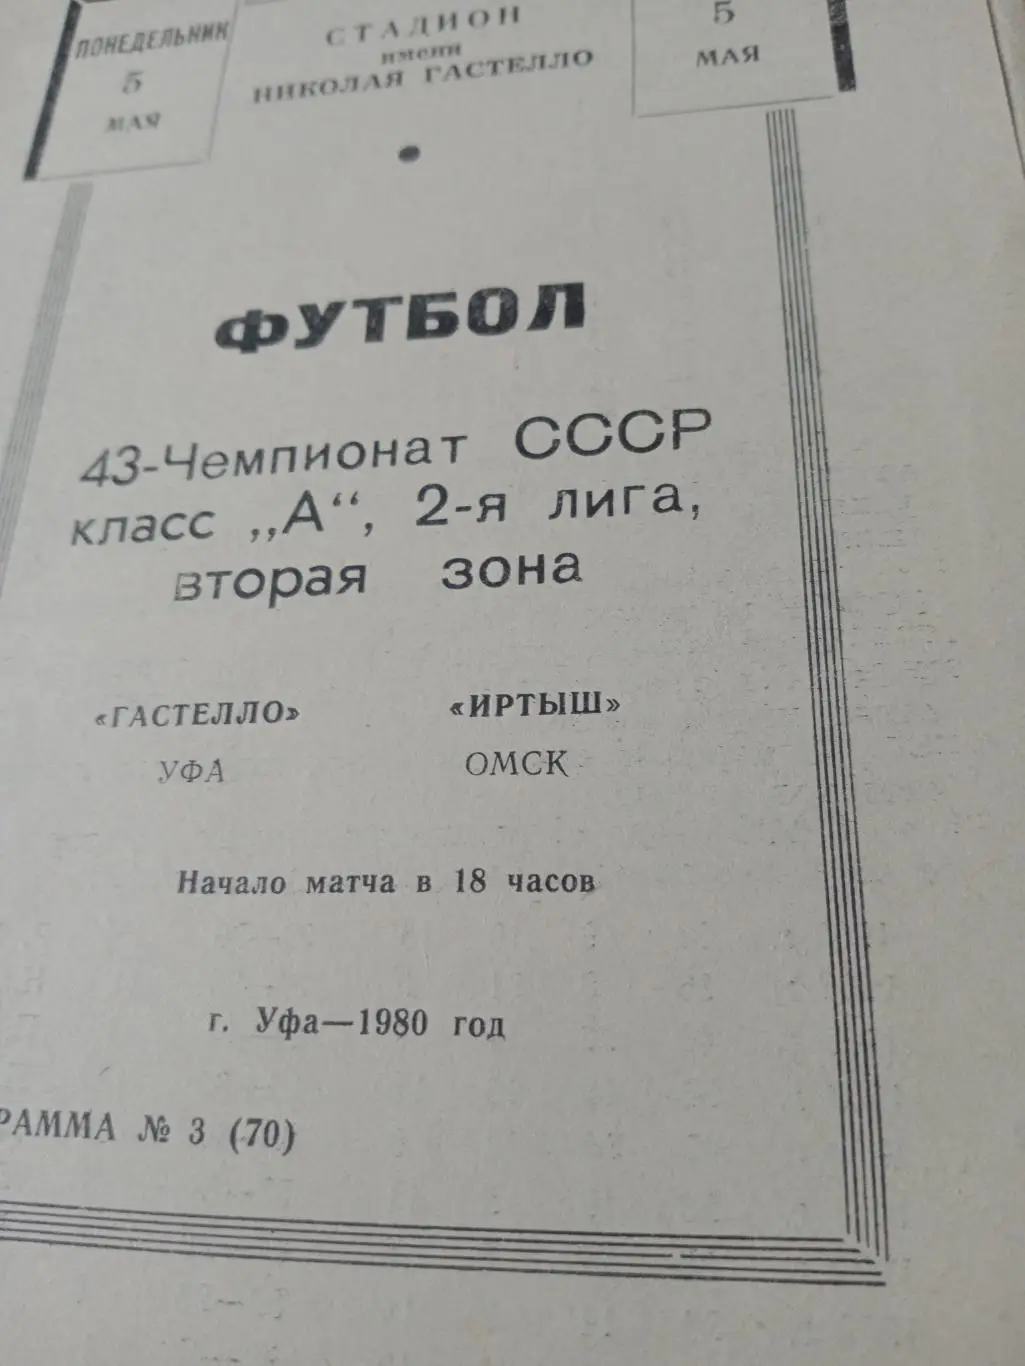 ПОНЕДЕЛЬНИК
5
МАЯ
СТАДИОН
имени
НИКОЛАЯ ГАСТЕЛЛО
5
МАЯ
ФУТБОЛ
43-Чемпионат СССР
класс „А“, 2-я лига,
вторая зона
«ГАСТЕЛЛО» «ИРТЫШ»
УФА ОМСК
Начало матча в 18 часов
г. Уфа—1980 год
РАММА № 3 (70)